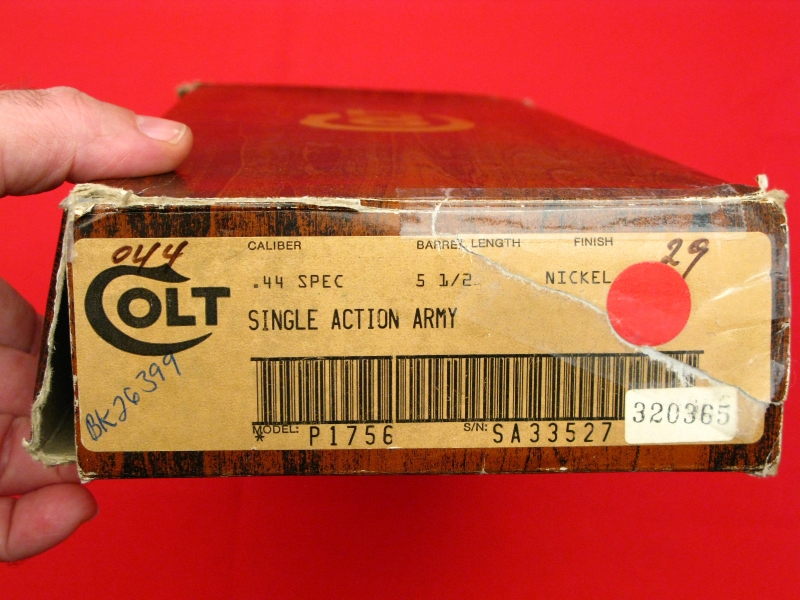 044
CALIBER BARREL LENGTH FINISH
29
.44 SPEC 5 1/2 NICKEL
COLT
SINGLE ACTION ARMY
BK26399
320365
* MODEL: P1756 S/N: SA33527